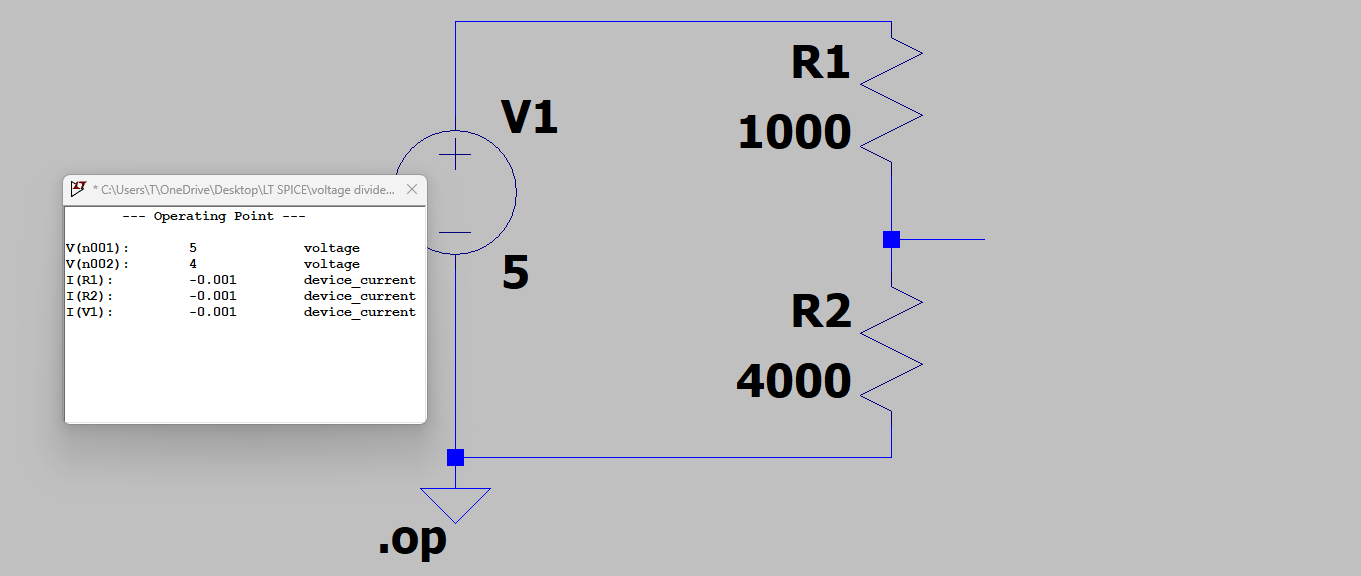 R1
V1
1000
* C:\Users\T\OneDrive\Desktop\LT SPICE\voltage divide...
--- Operating Point ---
V(n001): 5 voltage
V(n002): 4 voltage
I(R1): -0.001 device_current
I(R2): -0.001 device_current
I(V1): -0.001 device_current
5
R2
4000
.op